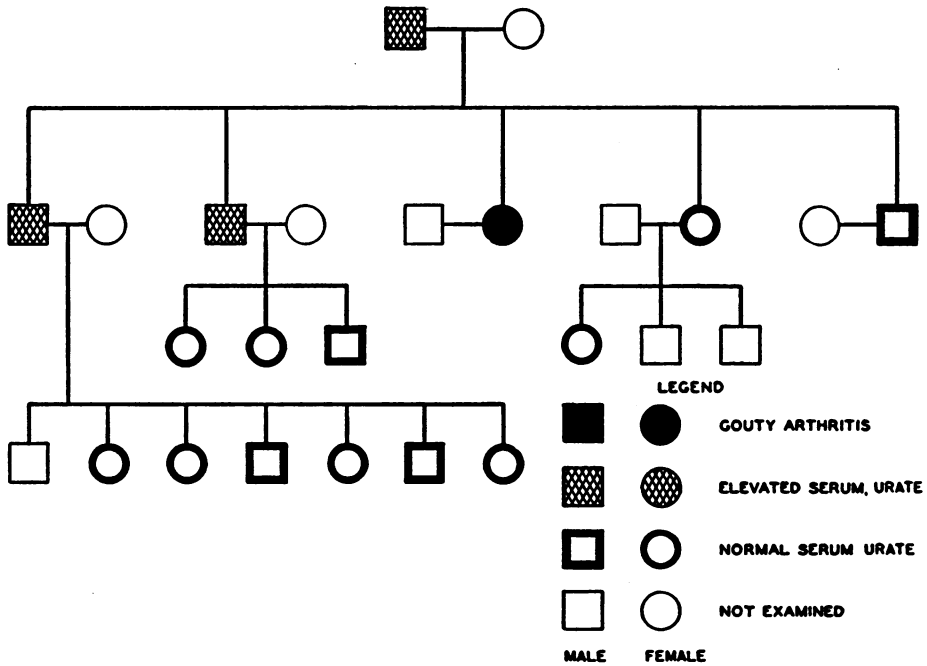 LEGEND
GOUTY ARTHRITIS
ELEVATED SERUM, URATE
NORMAL SERUM URATE
NOT EXAMINED
MALE FEMALE